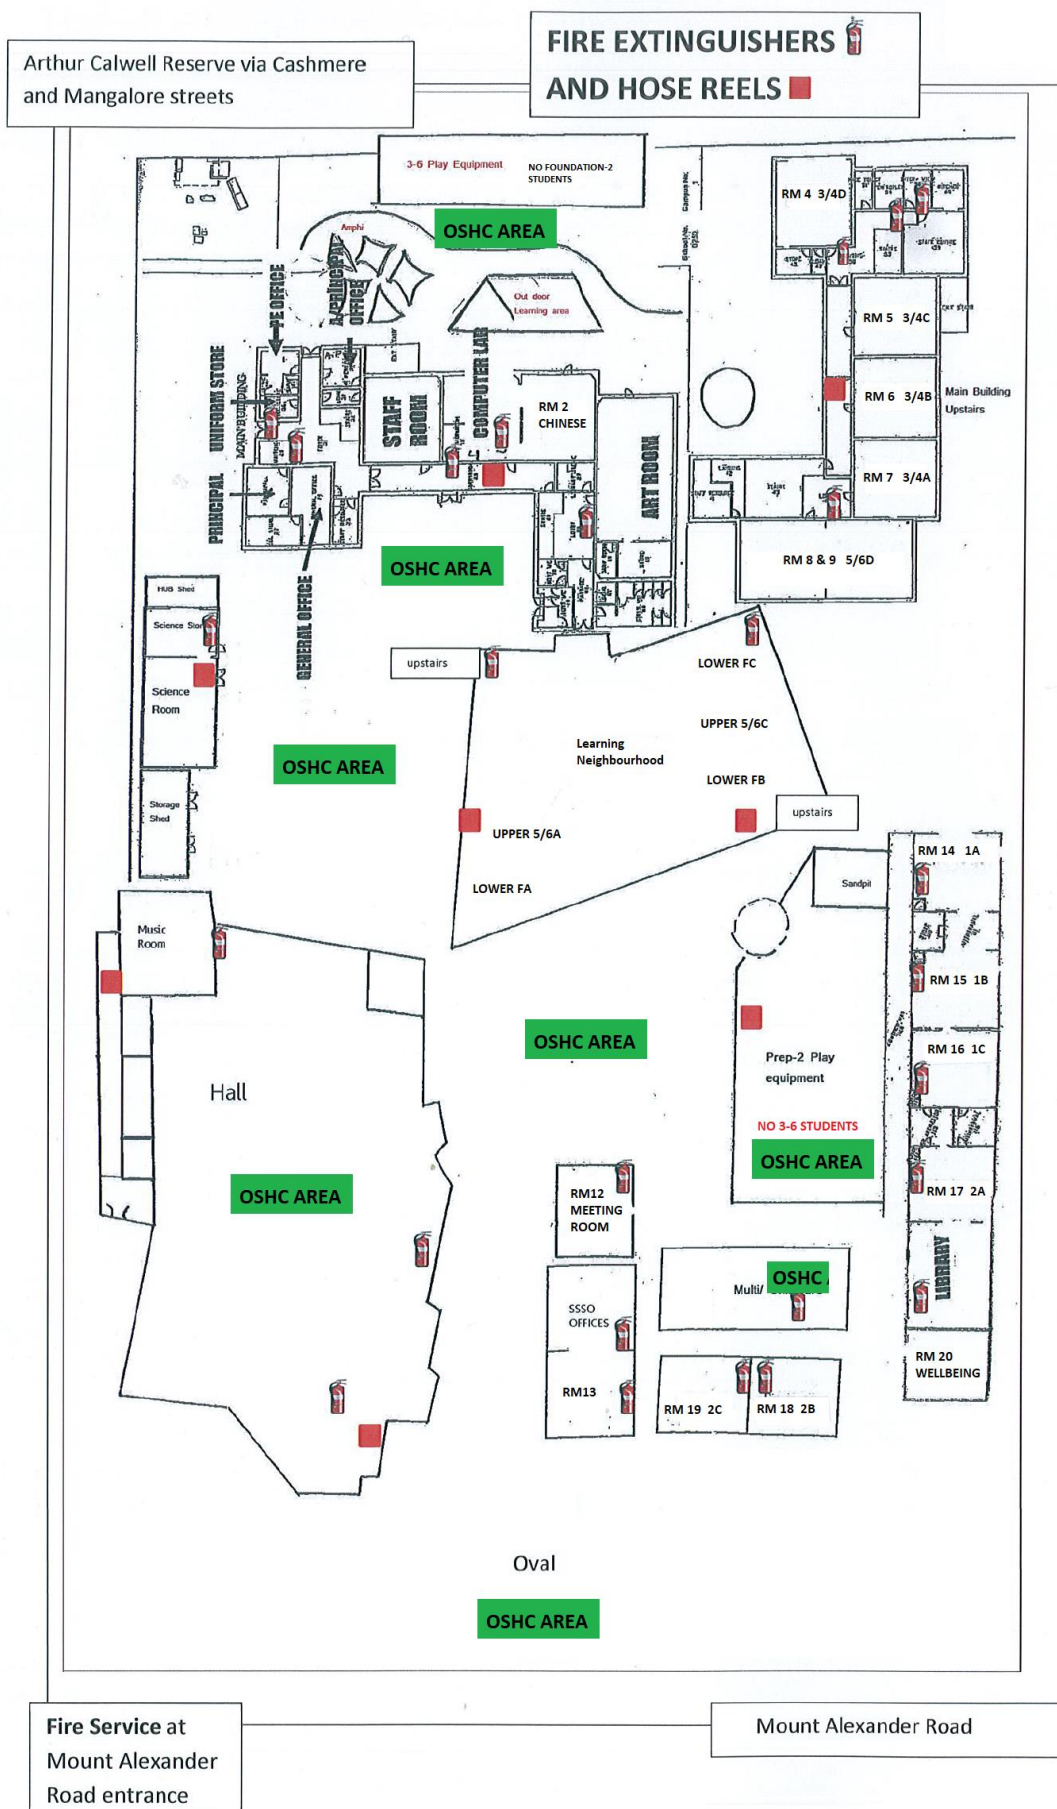 Arthur Calwell Reserve via Cashmere
and Mangalore streets
FIRE EXTINGUISHERS
AND HOSE REELS
3-6 Play Equipment
NO FOUNDATION-2
STUDENTS
OSHC AREA
Amphi
Out door
Learning area
RM 4 3/4D
RM 5 3/4C
RM 6 3/4B
RM 7 3/4A
Main Building
Upstairs
RM 8 & 9 5/6D
PE OFFICE
A/PRINCIPAL
OFFICE
UNIFORM STORE
MAIN BUILDING
PRINCIPAL
GENERAL OFFICE
STAFF
ROOM
COMPUTER LAB
RM 2
CHINESE
ART ROOM
OSHC AREA
HUB Shed
Science
Science
Room
Storage
Shed
upstairs
LOWER FC
UPPER 5/6C
Learning
Neighbourhood
LOWER FB
upstairs
UPPER 5/6A
LOWER FA
OSHC AREA
Sandpit
RM 14 1A
RM 15 1B
RM 16 1C
RM 17 2A
LIBRARY
RM 20
WELLBEING
Music
Room
Hall
OSHC AREA
OSHC AREA
Prep-2 Play
equipment
NO 3-6 STUDENTS
OSHC AREA
RM12
MEETING
ROOM
SSSO
OFFICES
RM13
OSHC
Multi/
RM 19 2C
RM 18 2B
Oval
OSHC AREA
Fire Service at
Mount Alexander
Road entrance
Mount Alexander Road